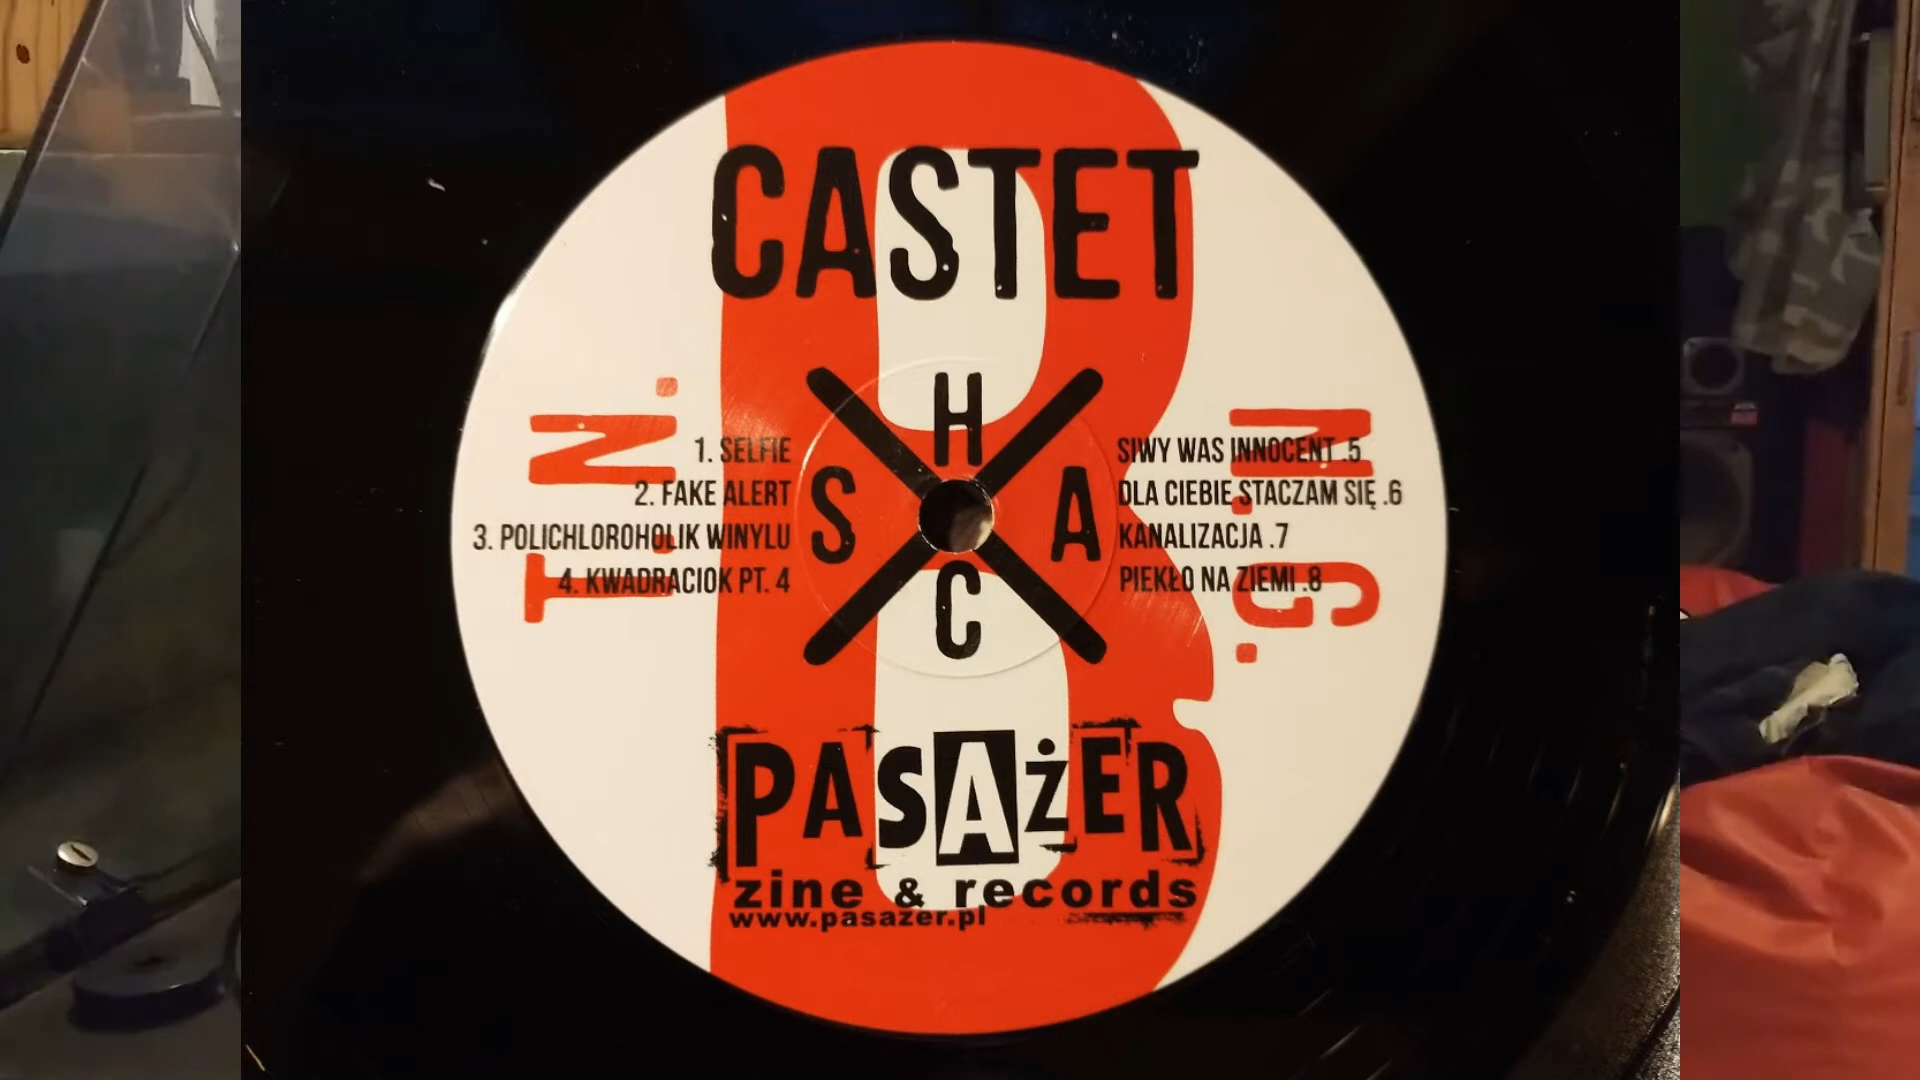 CASTET
T.N.
N.G.
B
H
S
A
C
1. SELFIE
2. FAKE ALERT
3. POLICHLOROHOLIK WINYLU
4. KWADRACIOK PT. 4
SIWY WAS INNOCENT .5
DLA CIEBIE STACZAM SIĘ .6
KANALIZACJA .7
PIEKŁO NA ZIEMI .8
PASAŻER
zine & records
www.pasazer.pl